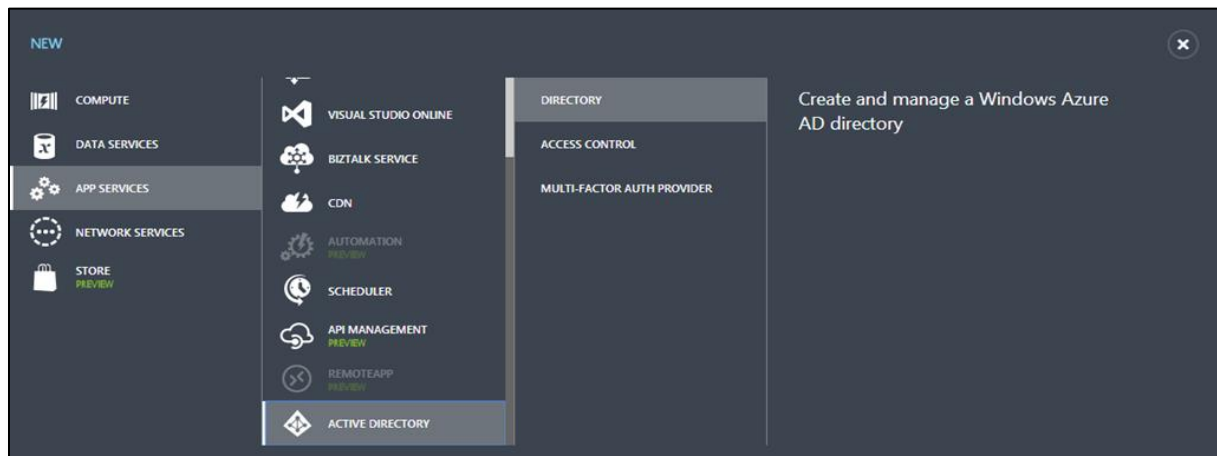 NEW
COMPUTE
DATA SERVICES
APP SERVICES
NETWORK SERVICES
STORE
PREVIEW
VISUAL STUDIO ONLINE
BIZTALK SERVICE
CDN
AUTOMATION
PREVIEW
SCHEDULER
API MANAGEMENT
PREVIEW
REMOTEAPP
PREVIEW
ACTIVE DIRECTORY
DIRECTORY
ACCESS CONTROL
MULTI-FACTOR AUTH PROVIDER
Create and manage a Windows Azure
AD directory